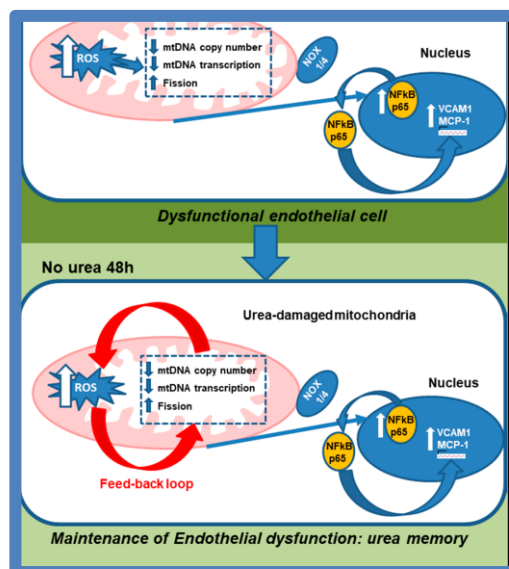 ROS
mtDNA copy number
mtDNA transcription
Fission
NOX
1/4
Nucleus
NFkB
p65
NFkB
p65
VCAM1
MCP-1
Dysfunctional endothelial cell
No urea 48h
Urea-damaged mitochondria
ROS
mtDNA copy number
mtDNA transcription
Fission
NOX
1/4
Nucleus
NFkB
p65
NFkB
p65
VCAM1
MCP-1
Feed-back loop
Maintenance of Endothelial dysfunction: urea memory